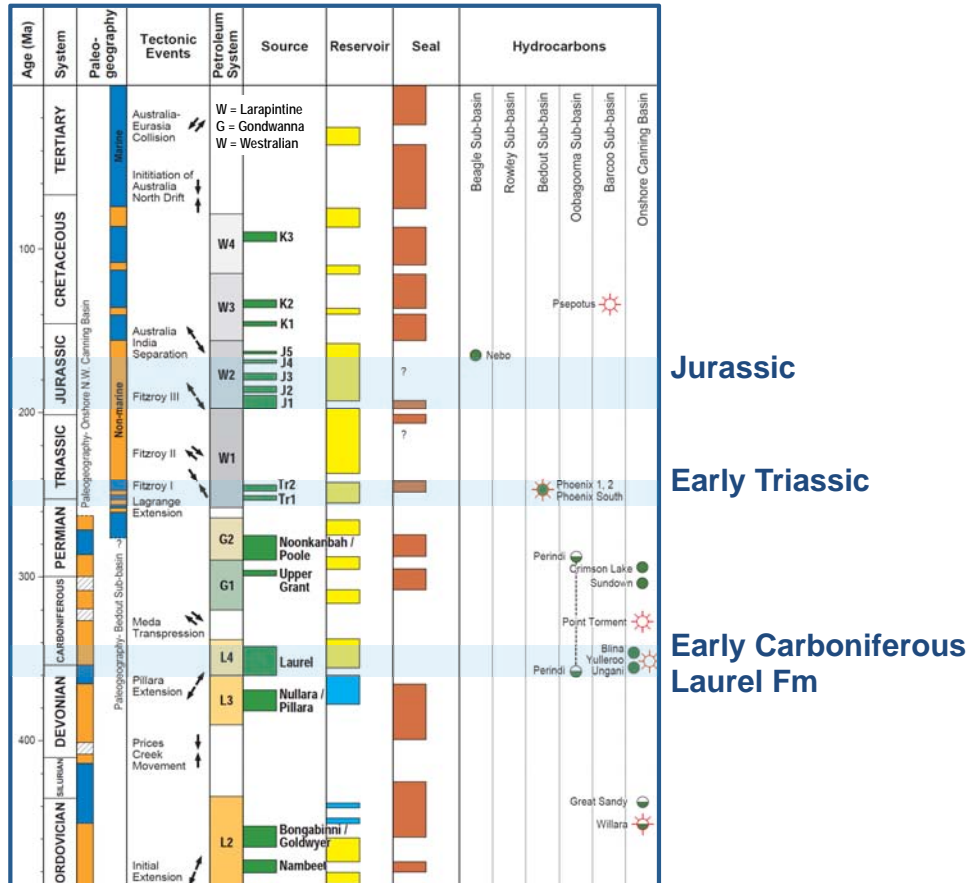 Age (Ma)
System
Paleo-
geography
Tectonic
Events
Petroleum
System
Source
Reservoir
Seal
Hydrocarbons
W = Larapintine
G = Gondwanna
W = Westralian
Beagle Sub-basin
Rowley Sub-basin
Bedout Sub-basin
Oobagooma Sub-basin
Barcoo Sub-basin
Onshore Canning Basin
100
200
300
400
TERTIARY
CRETACEOUS
JURASSIC
TRIASSIC
PERMIAN
CARBONIFEROUS
DEVONIAN
SILURIAN
ORDOVICIAN
Paleogeography- Onshore N.W. Canning Basin
Paleogeography- Bedout Sub-basin
?
Marine
Non-marine
Australia-
Eurasia
Collision
Inititiation of
Australia
North Drift
Australia
India
Separation
Fitzroy III
Fitzroy II
Fitzroy I
Lagrange
Extension
Meda
Transpression
Pillara
Extension
Prices
Creek
Movement
Initial
Extension
W4
W3
W2
W1
G2
G1
L4
L3
L2
K3
K2
K1
J5
J4
J3
J2
J1
Tr2
Tr1
Noonkanbah /
Poole
Upper
Grant
Laurel
Nullara /
Pillara
Bongabinni /
Goldwyer
Nambeet
?
?
Psepotus
Nebo
Phoenix 1, 2
Phoenix South
Perindi
Crimson Lake
Sundown
Point Torment
Blina
Yulleroo
Perindi
Ungani
Great Sandy
Willara
Jurassic
Early Triassic
Early Carboniferous
Laurel Fm